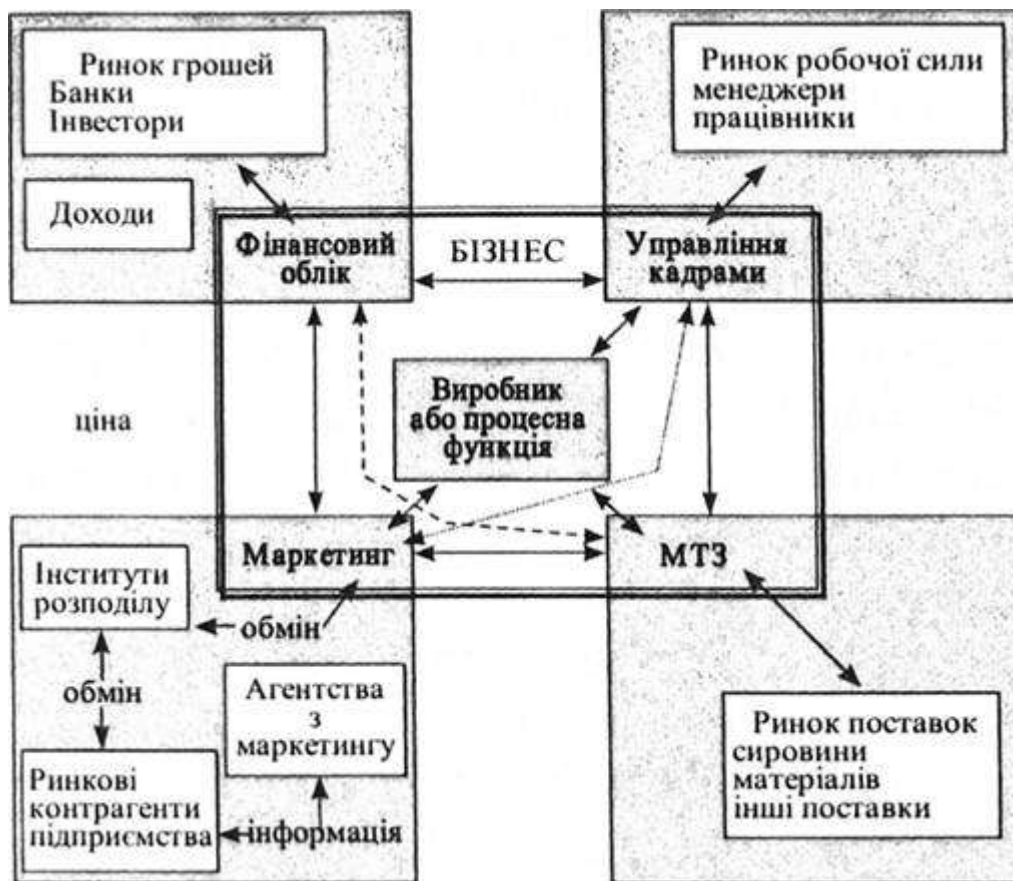 Ринок грошей
Банки
Інвестори
Ринок робочої сили
менеджери
працівники
Доходи
Фінансовий
облік
БІЗНЕС
Управління
кадрами
Виробник
або процесна
функція
ціна
Маркетинг
МТЗ
Інститути
розподілу
обмін
обмін
Агентства
з
маркетингу
Ринкові
контрагенти
підприємства
інформація
Ринок поставок
сировини
матеріалів
інші поставки